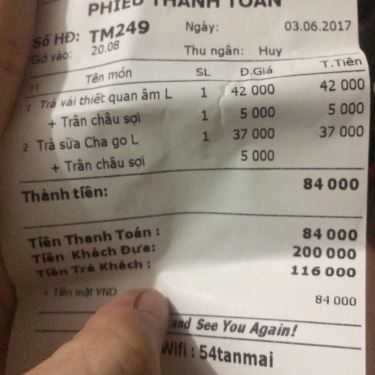 PHIẾU THANH TOÁN
Số HĐ: TM249 Ngày: 03.06.2017
Giờ vào: 20.08 Thu ngân: Huy
TT Tên món SL Đ.Giá T.Tiền
1 Trà vải thiết quan âm L 1 42 000 42 000
+ Trân châu sợi 1 5 000 5 000
2 Trà sữa Cha go L 1 37 000 37 000
+ Trân châu sợi 5 000
Thành tiền: 84 000
Tiền Thanh Toán : 84 000
Tiền Khách Đưa: 200 000
Tiền Trả Khách : 116 000
+ Tiền mặt VND 84 000
and See You Again!
Wifi : 54tanmai